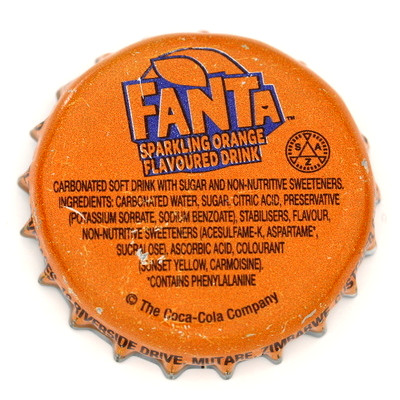 FANTA™
SPARKLING ORANGE
FLAVOURED DRINK
S A Z
CARBONATED SOFT DRINK WITH SUGAR AND NON-NUTRITIVE SWEETENERS.
INGREDIENTS: CARBONATED WATER, SUGAR, CITRIC ACID, PRESERVATIVE
(POTASSIUM SORBATE, SODIUM BENZOATE), STABILISERS, FLAVOUR,
NON-NUTRITIVE SWEETENERS (ACESULFAME-K, ASPARTAME*,
SUCRALOSE), ASCORBIC ACID, COLOURANT
(SUNSET YELLOW, CARMOISINE).
*CONTAINS PHENYLALANINE
© The Coca-Cola Company
RIVERSIDE DRIVE, MUTARE, ZIMBABWE